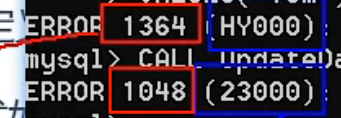 ERROR 1364 (HY000):
mysql> CALL UpdateDa
ERROR 1048 (23000):